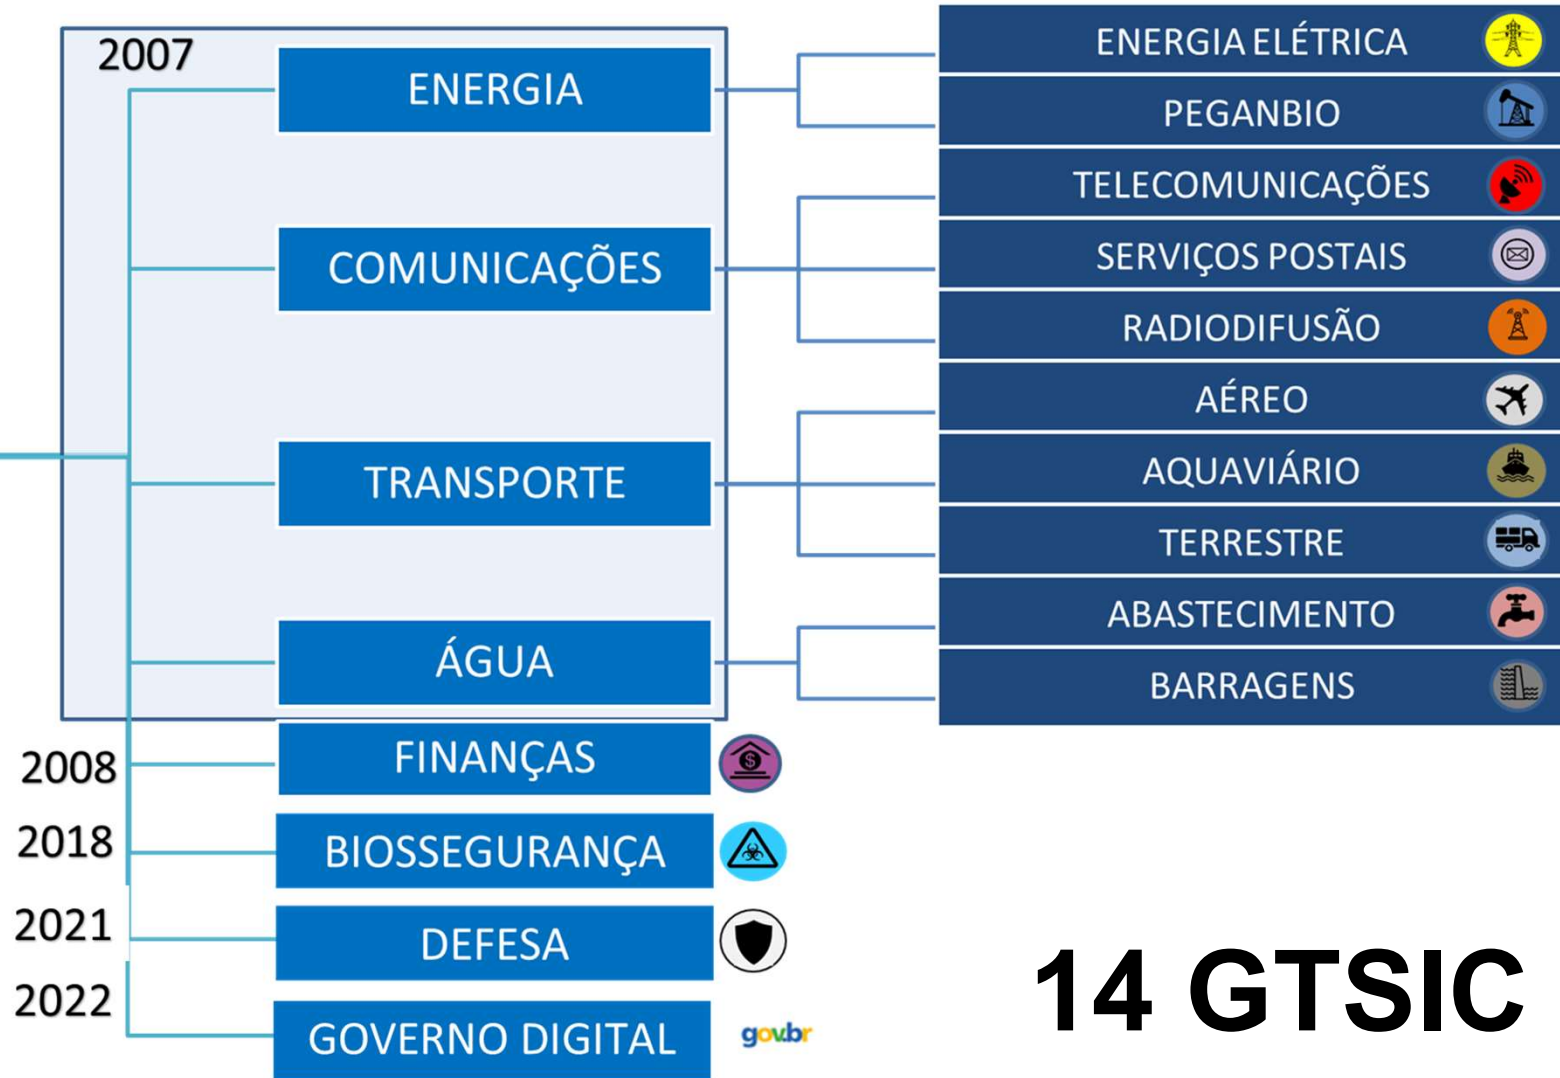 2007
ENERGIA
ENERGIA ELÉTRICA
PEGANBIO
COMUNICAÇÕES
TELECOMUNICAÇÕES
SERVIÇOS POSTAIS
RADIODIFUSÃO
TRANSPORTE
AÉREO
AQUAVIÁRIO
TERRESTRE
ÁGUA
ABASTECIMENTO
BARRAGENS
2008
FINANÇAS
2018
BIOSSEGURANÇA
2021
DEFESA
2022
GOVERNO DIGITAL
gov.br
14 GTSIC